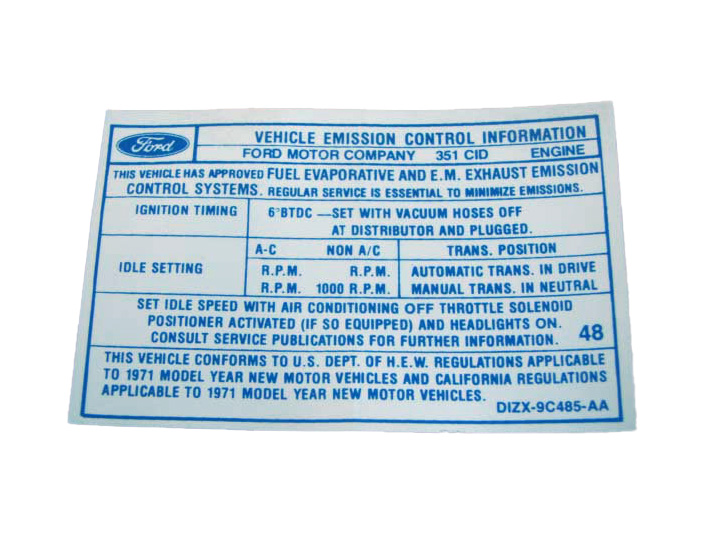 Ford
VEHICLE EMISSION CONTROL INFORMATION
FORD MOTOR COMPANY 351 CID ENGINE
THIS VEHICLE HAS APPROVED FUEL EVAPORATIVE AND E.M. EXHAUST EMISSION
CONTROL SYSTEMS. REGULAR SERVICE IS ESSENTIAL TO MINIMIZE EMISSIONS.
IGNITION TIMING 6°BTDC —SET WITH VACUUM HOSES OFF
AT DISTRIBUTOR AND PLUGGED.
A-C NON A/C TRANS. POSITION
IDLE SETTING
R.P.M. R.P.M. AUTOMATIC TRANS. IN DRIVE
R.P.M. 1000 R.P.M. MANUAL TRANS. IN NEUTRAL
SET IDLE SPEED WITH AIR CONDITIONING OFF THROTTLE SOLENOID
POSITIONER ACTIVATED (IF SO EQUIPPED) AND HEADLIGHTS ON.
CONSULT SERVICE PUBLICATIONS FOR FURTHER INFORMATION. 48
THIS VEHICLE CONFORMS TO U.S. DEPT. OF H.E.W. REGULATIONS APPLICABLE
TO 1971 MODEL YEAR NEW MOTOR VEHICLES AND CALIFORNIA REGULATIONS
APPLICABLE TO 1971 MODEL YEAR NEW MOTOR VEHICLES.
DIZX-9C485-AA